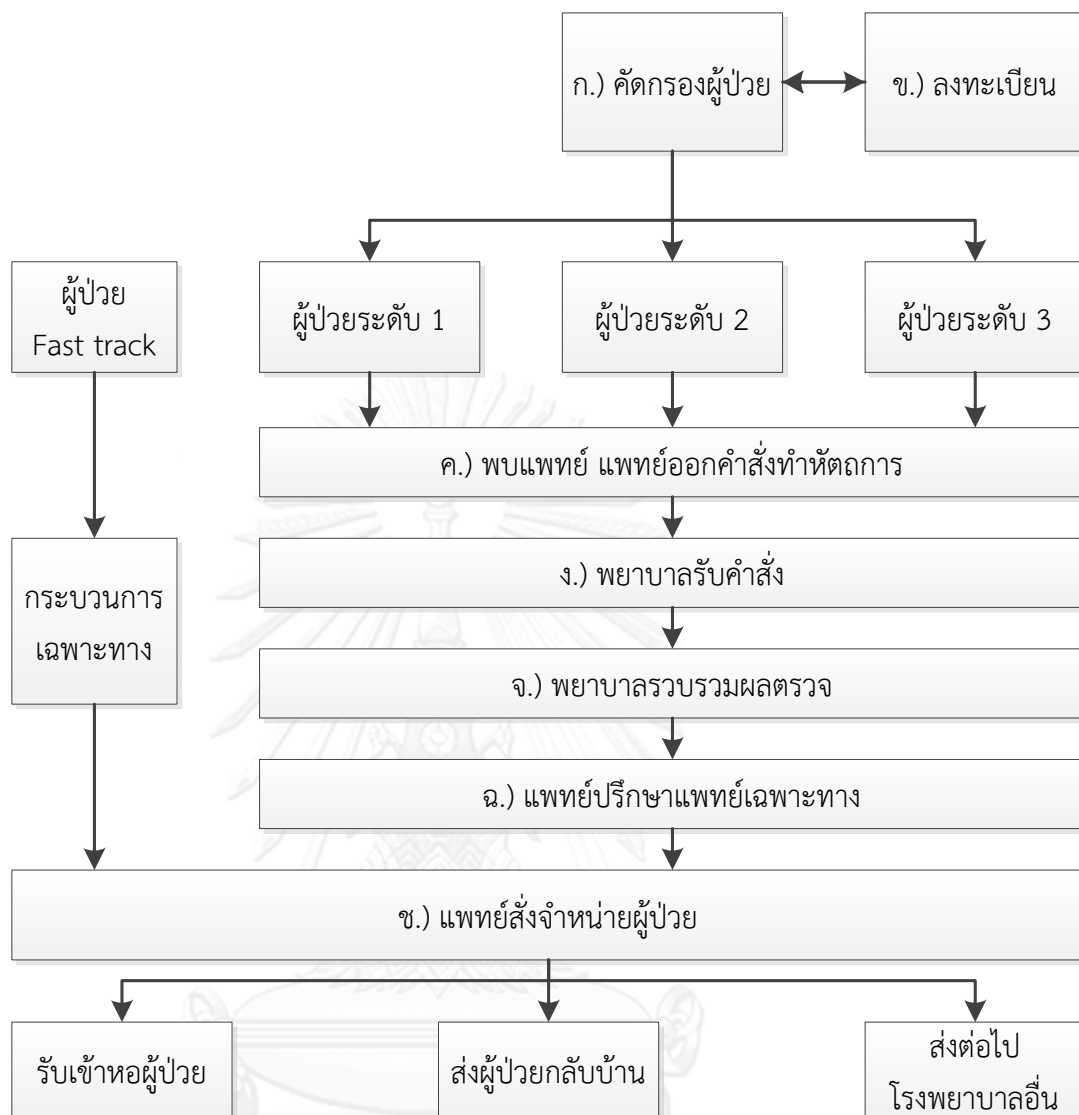 ก.) คัดกรองผู้ป่วย
ข.) ลงทะเบียน
ผู้ป่วย
Fast track
ผู้ป่วยระดับ 1
ผู้ป่วยระดับ 2
ผู้ป่วยระดับ 3
ค.) พบแพทย์ แพทย์ออกคำสั่งทำหัตถการ
กระบวนการ
เฉพาะทาง
ง.) พยาบาลรับคำสั่ง
จ.) พยาบาลรวบรวมผลตรวจ
ฉ.) แพทย์ปรึกษาแพทย์เฉพาะทาง
ช.) แพทย์สั่งจำหน่ายผู้ป่วย
รับเข้าหอผู้ป่วย
ส่งผู้ป่วยกลับบ้าน
ส่งต่อไป
โรงพยาบาลอื่น